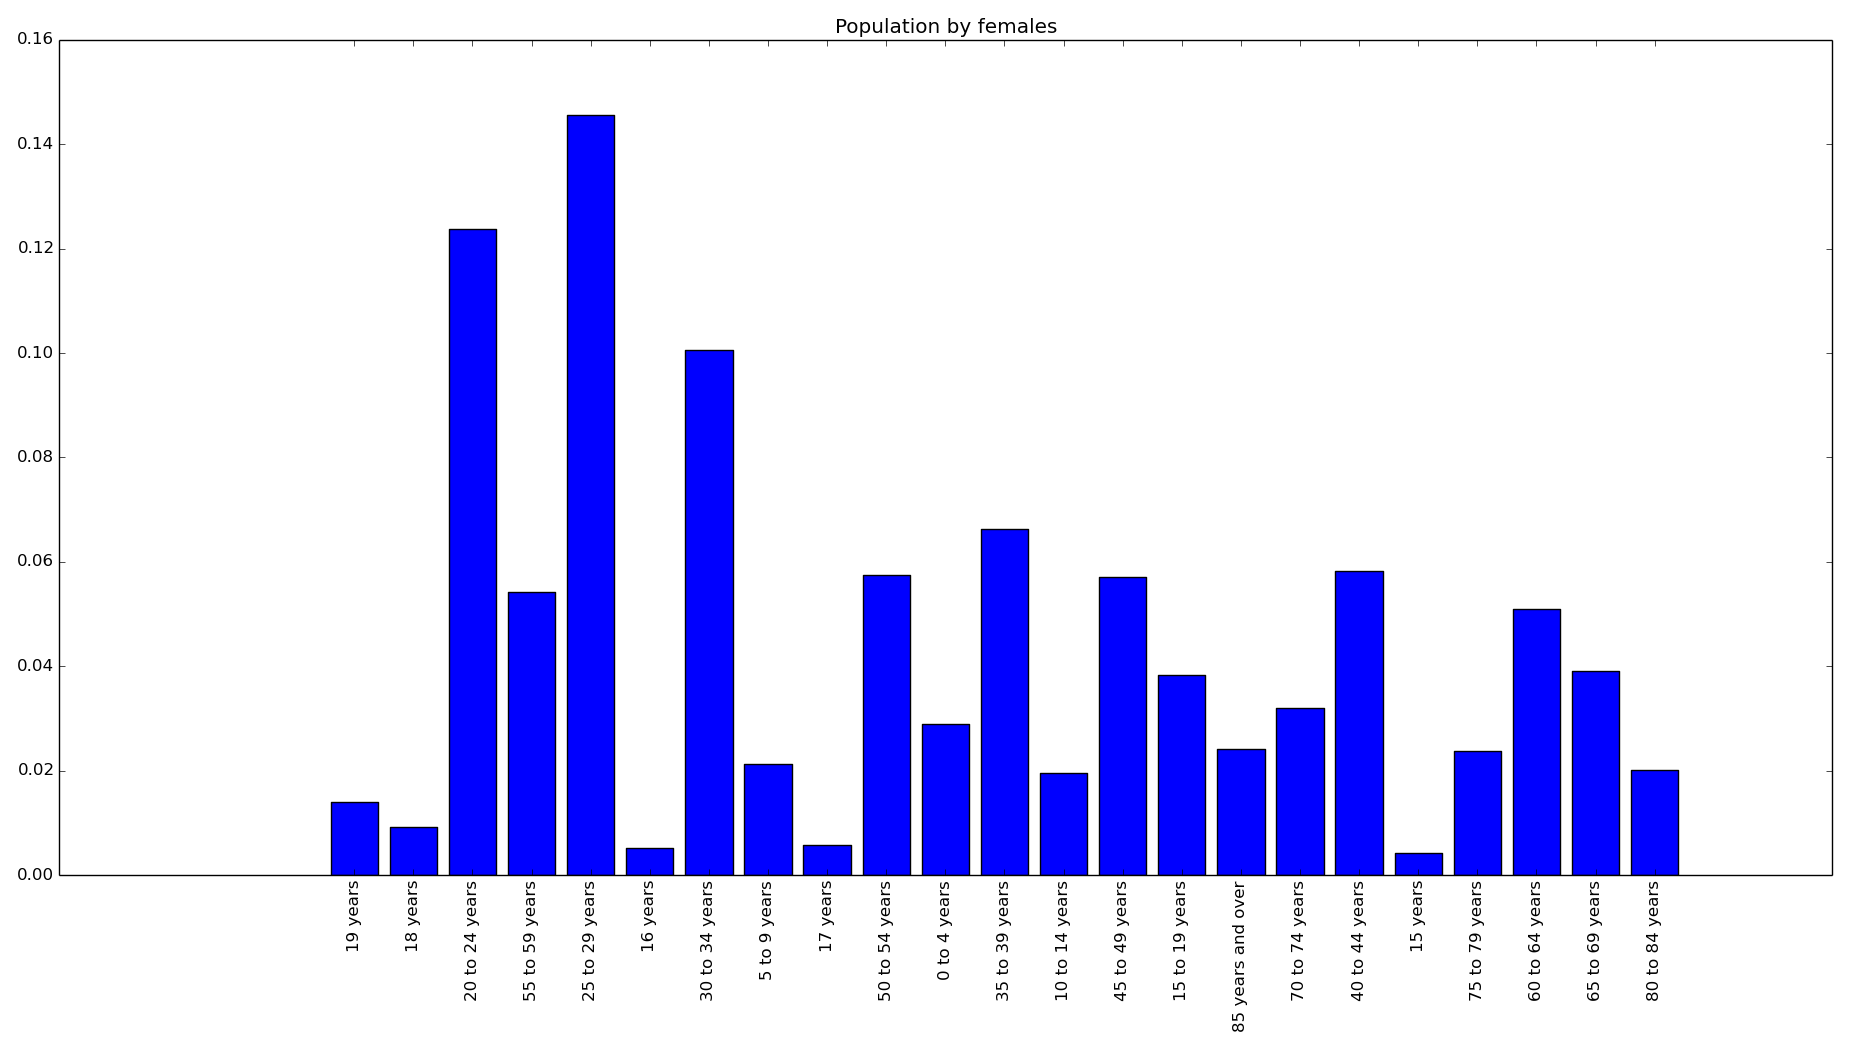 Population by females
0.16
0.14
0.12
0.10
0.08
0.06
0.04
0.02
0.00
19 years
18 years
20 to 24 years
55 to 59 years
25 to 29 years
16 years
30 to 34 years
5 to 9 years
17 years
50 to 54 years
0 to 4 years
35 to 39 years
10 to 14 years
45 to 49 years
15 to 19 years
85 years and over
70 to 74 years
40 to 44 years
15 years
75 to 79 years
60 to 64 years
65 to 69 years
80 to 84 years